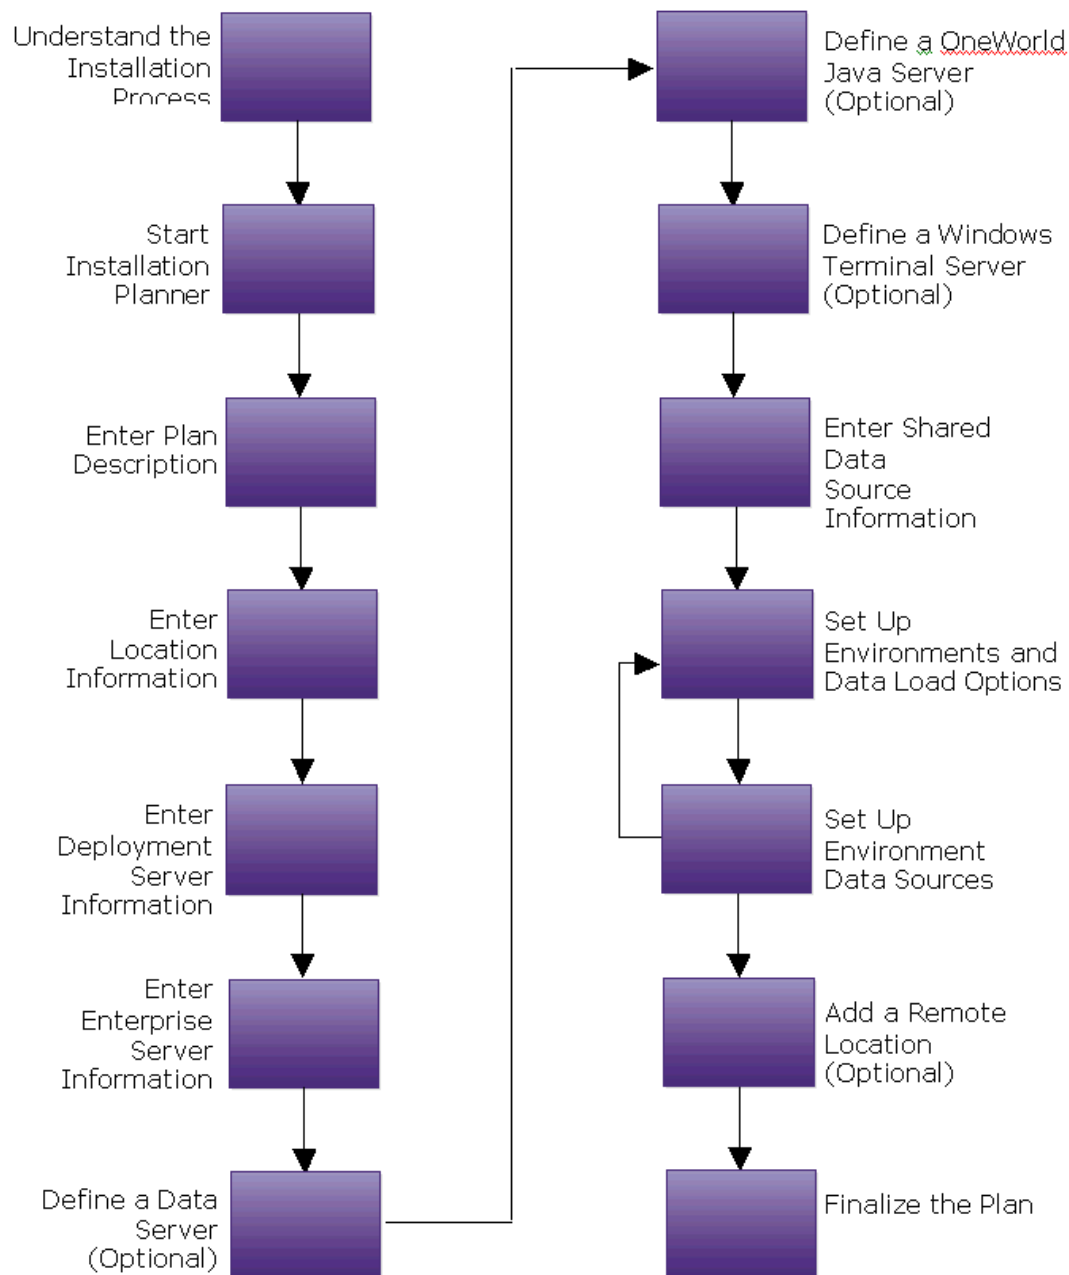 Understand the
Installation
Process
Start
Installation
Planner
Enter Plan
Description
Enter
Location
Information
Enter
Deployment
Server
Information
Enter
Enterprise
Server
Information
Define a Data
Server
(Optional)
Define a OneWorld
Java Server
(Optional)
Define a Windows
Terminal Server
(Optional)
Enter Shared
Data
Source
Information
Set Up
Environments and
Data Load Options
Set Up
Environment
Data Sources
Add a Remote
Location
(Optional)
Finalize the Plan